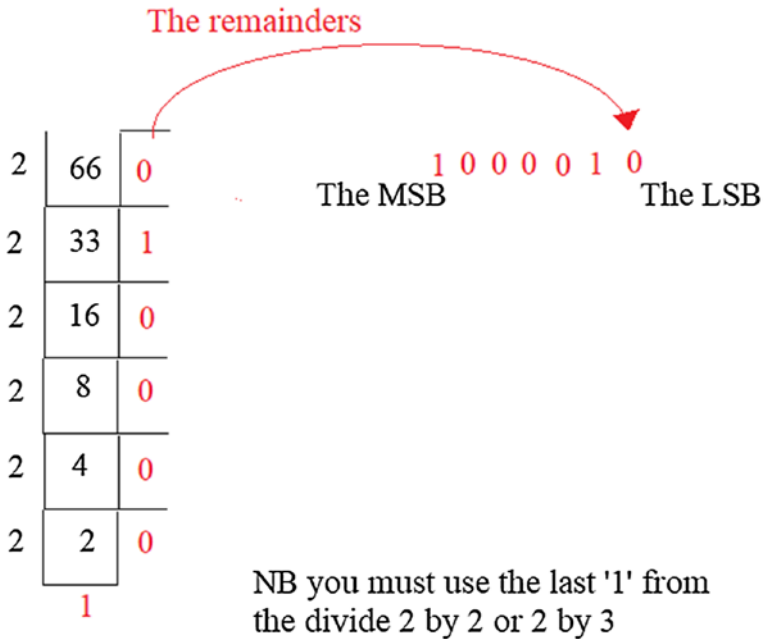 The remainders
2 66 0
1 0 0 0 0 1 0
The MSB The LSB
2 33 1
2 16 0
2 8 0
2 4 0
2 2 0
1
NB you must use the last '1' from
the divide 2 by 2 or 2 by 3